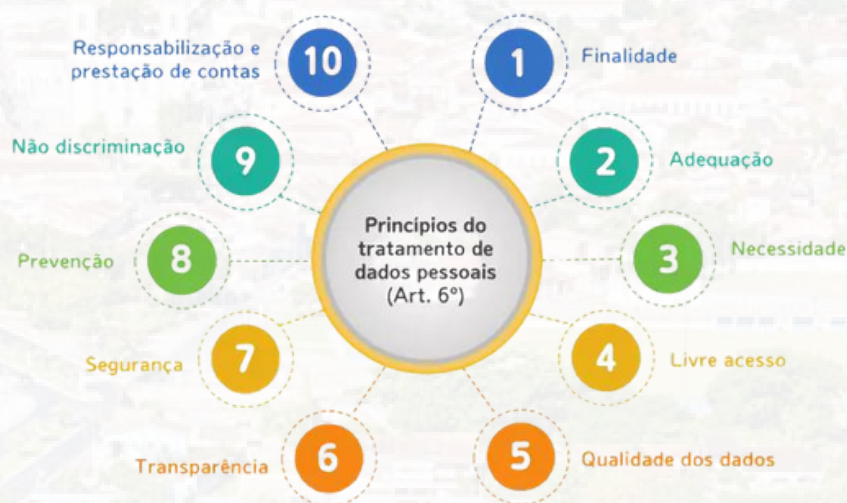 Princípios do
tratamento de
dados pessoais
(Art. 6º)
1
Finalidade
2
Adequação
3
Necessidade
4
Livre acesso
5
Qualidade dos dados
6
Transparência
7
Segurança
8
Prevenção
9
Não discriminação
10
Responsabilização e
prestação de contas